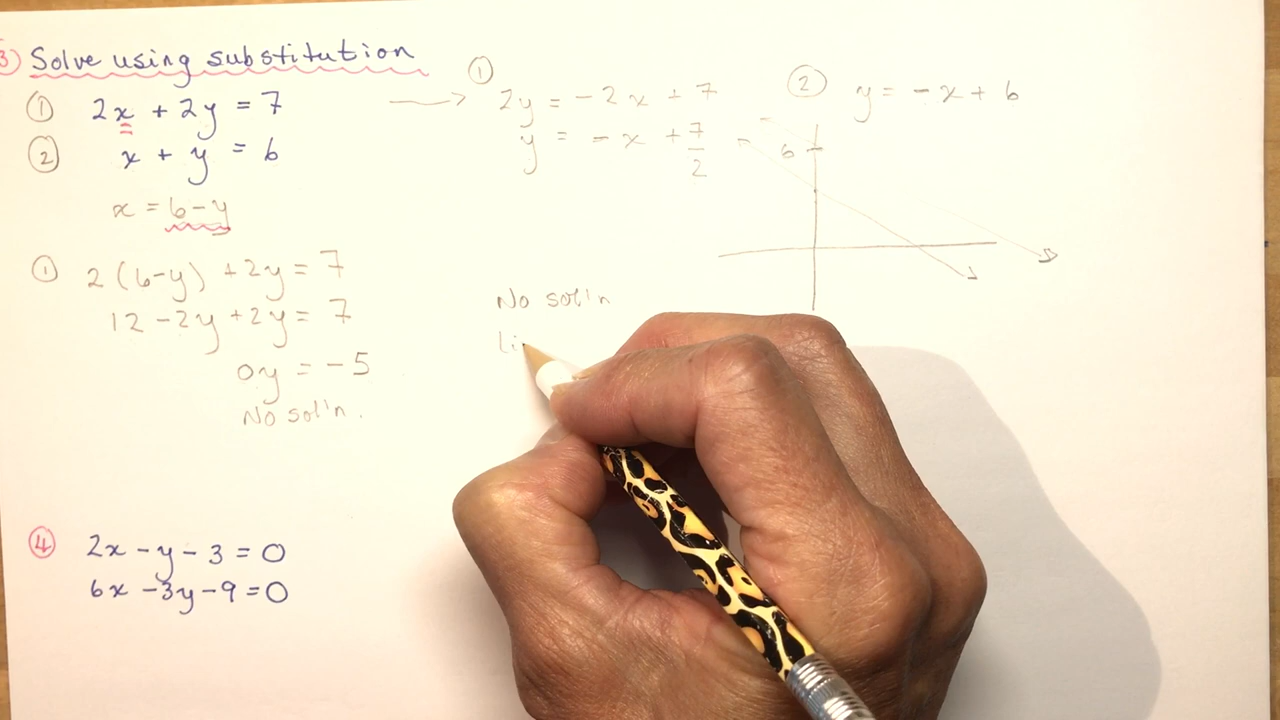 3 Solve using substitution
① 2x + 2y = 7
② x + y = 6
x = 6 - y
① 2(6-y) + 2y = 7
12 - 2y + 2y = 7
0y = -5
No sol'n.
① 2y = -2x + 7
y = -x + 7/2
② y = -x + 6
6
No sol'n
Li
④ 2x - y - 3 = 0
6x - 3y - 9 = 0